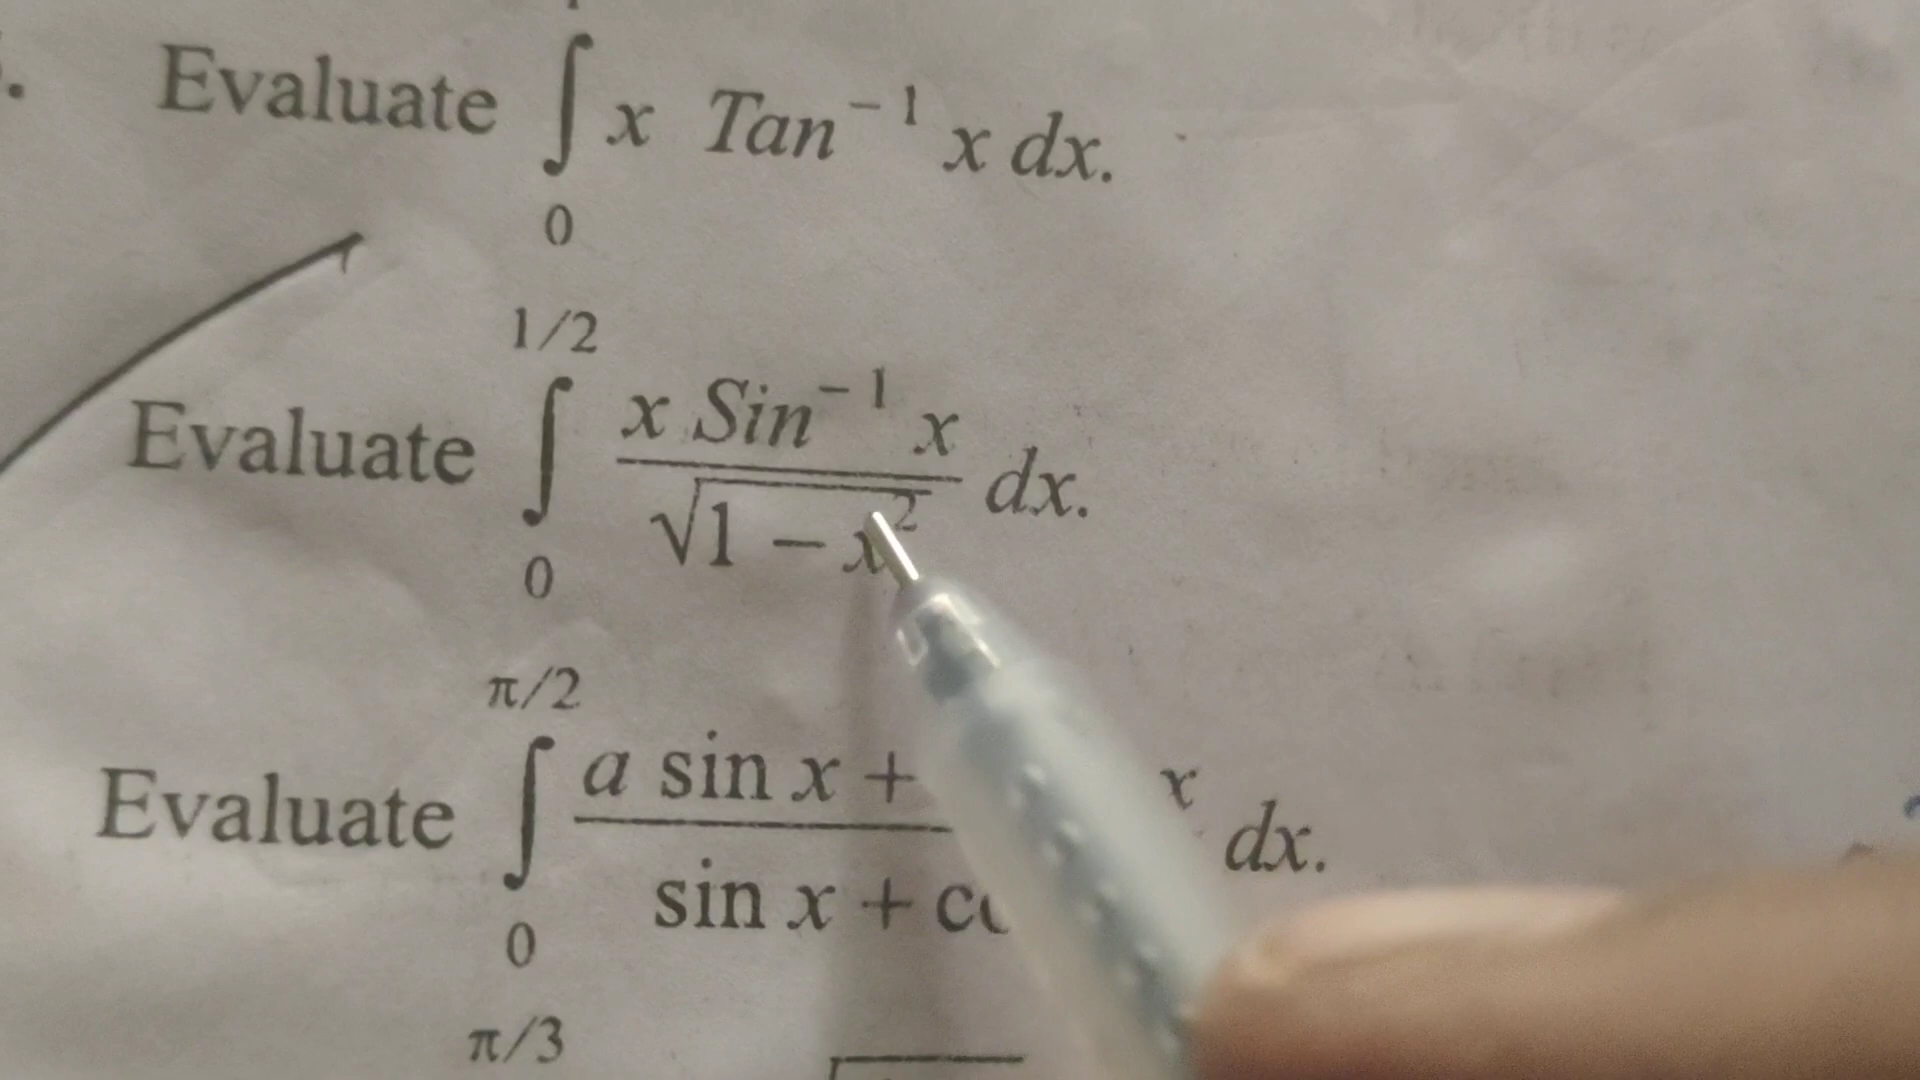 Evaluate ∫₀ x Tan⁻¹ x dx.
Evaluate ∫₀^{1/2} (x Sin⁻¹ x)/(√(1 − x²)) dx.
Evaluate ∫₀^{π/2} (a sin x + x)/(sin x + c) dx.
π/3